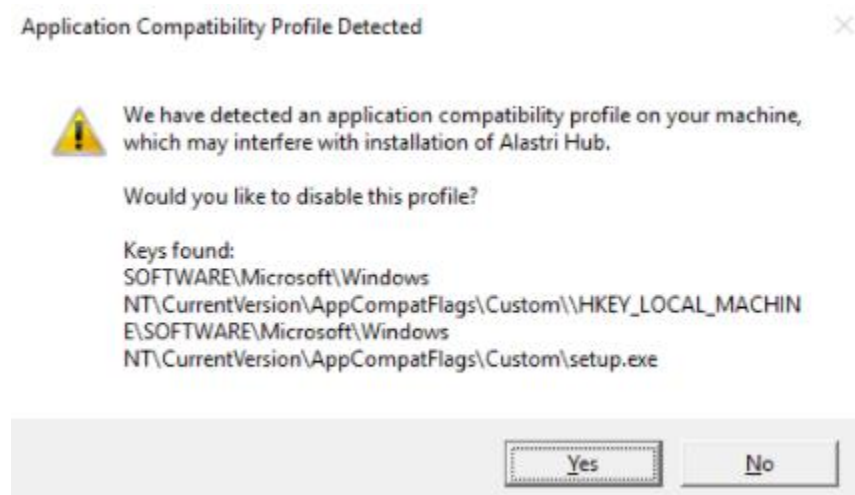 Application Compatibility Profile Detected
We have detected an application compatibility profile on your machine,
which may interfere with installation of Alastri Hub.
Would you like to disable this profile?
Keys found:
SOFTWARE\Microsoft\Windows
NT\CurrentVersion\AppCompatFlags\Custom\\HKEY_LOCAL_MACHIN
E\SOFTWARE\Microsoft\Windows
NT\CurrentVersion\AppCompatFlags\Custom\setup.exe
Yes No